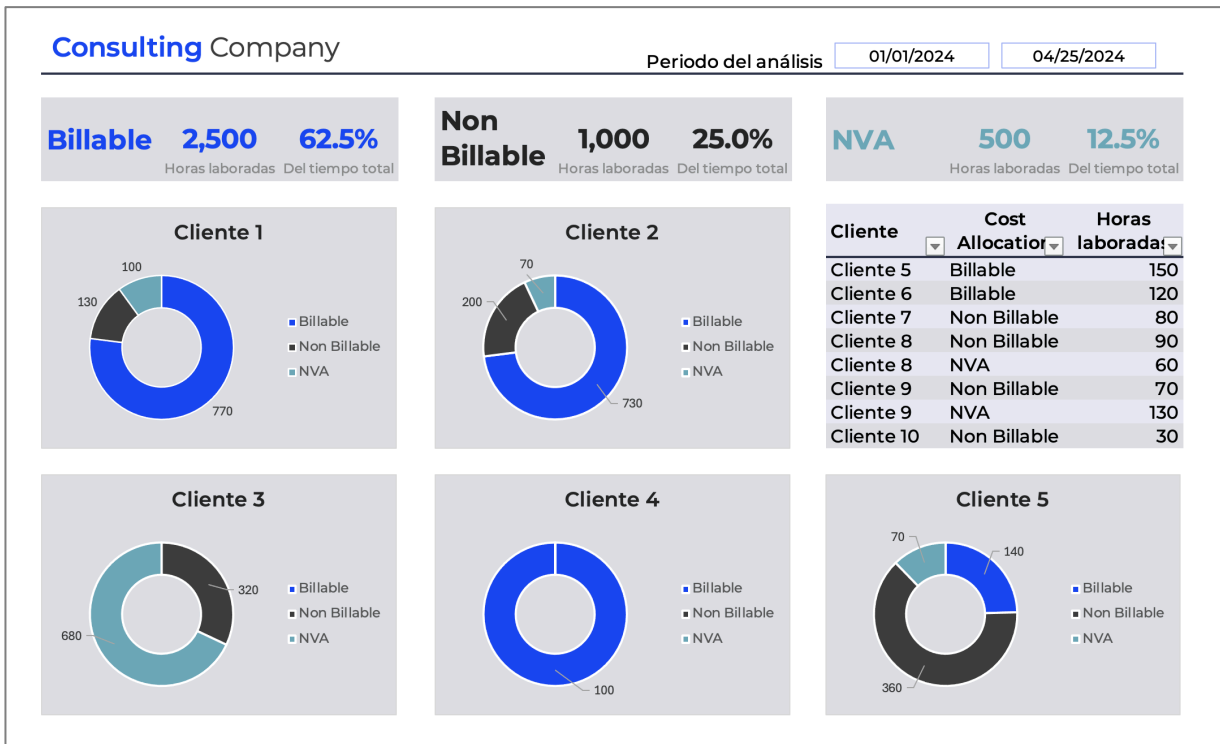 Consulting Company
Periodo del análisis 01/01/2024 04/25/2024
Billable 2,500 62.5%
Horas laboradas Del tiempo total
Non
Billable 1,000 25.0%
Horas laboradas Del tiempo total
NVA 500 12.5%
Horas laboradas Del tiempo total
Cliente 1
100
130
770
Billable
Non Billable
NVA
Cliente 2
70
200
730
Billable
Non Billable
NVA
Cliente Cost Horas
Allocation laboradas
Cliente 5 Billable 150
Cliente 6 Billable 120
Cliente 7 Non Billable 80
Cliente 8 Non Billable 90
Cliente 8 NVA 60
Cliente 9 Non Billable 70
Cliente 9 NVA 130
Cliente 10 Non Billable 30
Cliente 3
320
680
Billable
Non Billable
NVA
Cliente 4
100
Billable
Non Billable
NVA
Cliente 5
70
140
360
Billable
Non Billable
NVA